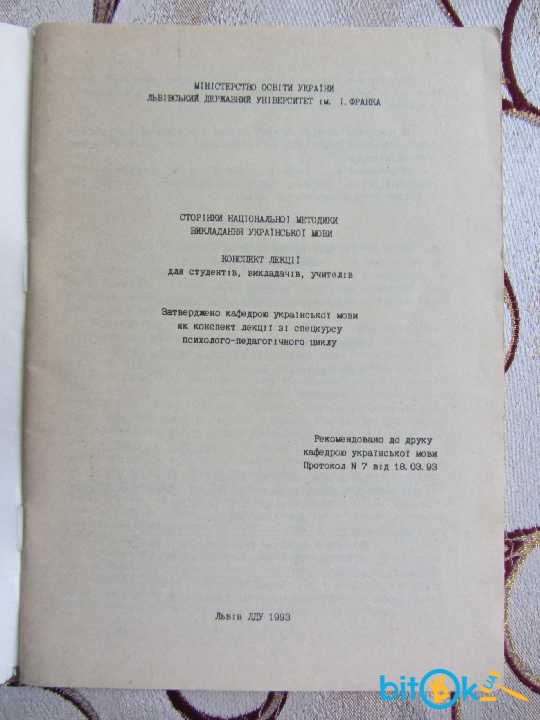 МІНІСТЕРСТВО ОСВІТИ УКРАЇНИ
ЛЬВІВСЬКИЙ ДЕРЖАВНИЙ УНІВЕРСИТЕТ ім. І.ФРАНКА
СТОРІНКИ НАЦІОНАЛЬНОЇ МЕТОДИКИ
ВИКЛАДАННЯ УКРАЇНСЬКОЇ МОВИ
КОНСПЕКТ ЛЕКЦІЇ
для студентів, викладачів, учителів
Затверджено кафедрою української мови
як конспект лекції зі спецкурсу
психолого-педагогічного циклу
Рекомендовано до друку
кафедрою української мови
Протокол N 7 від 18.03.93
Львів ЛДУ 1993
bitOk